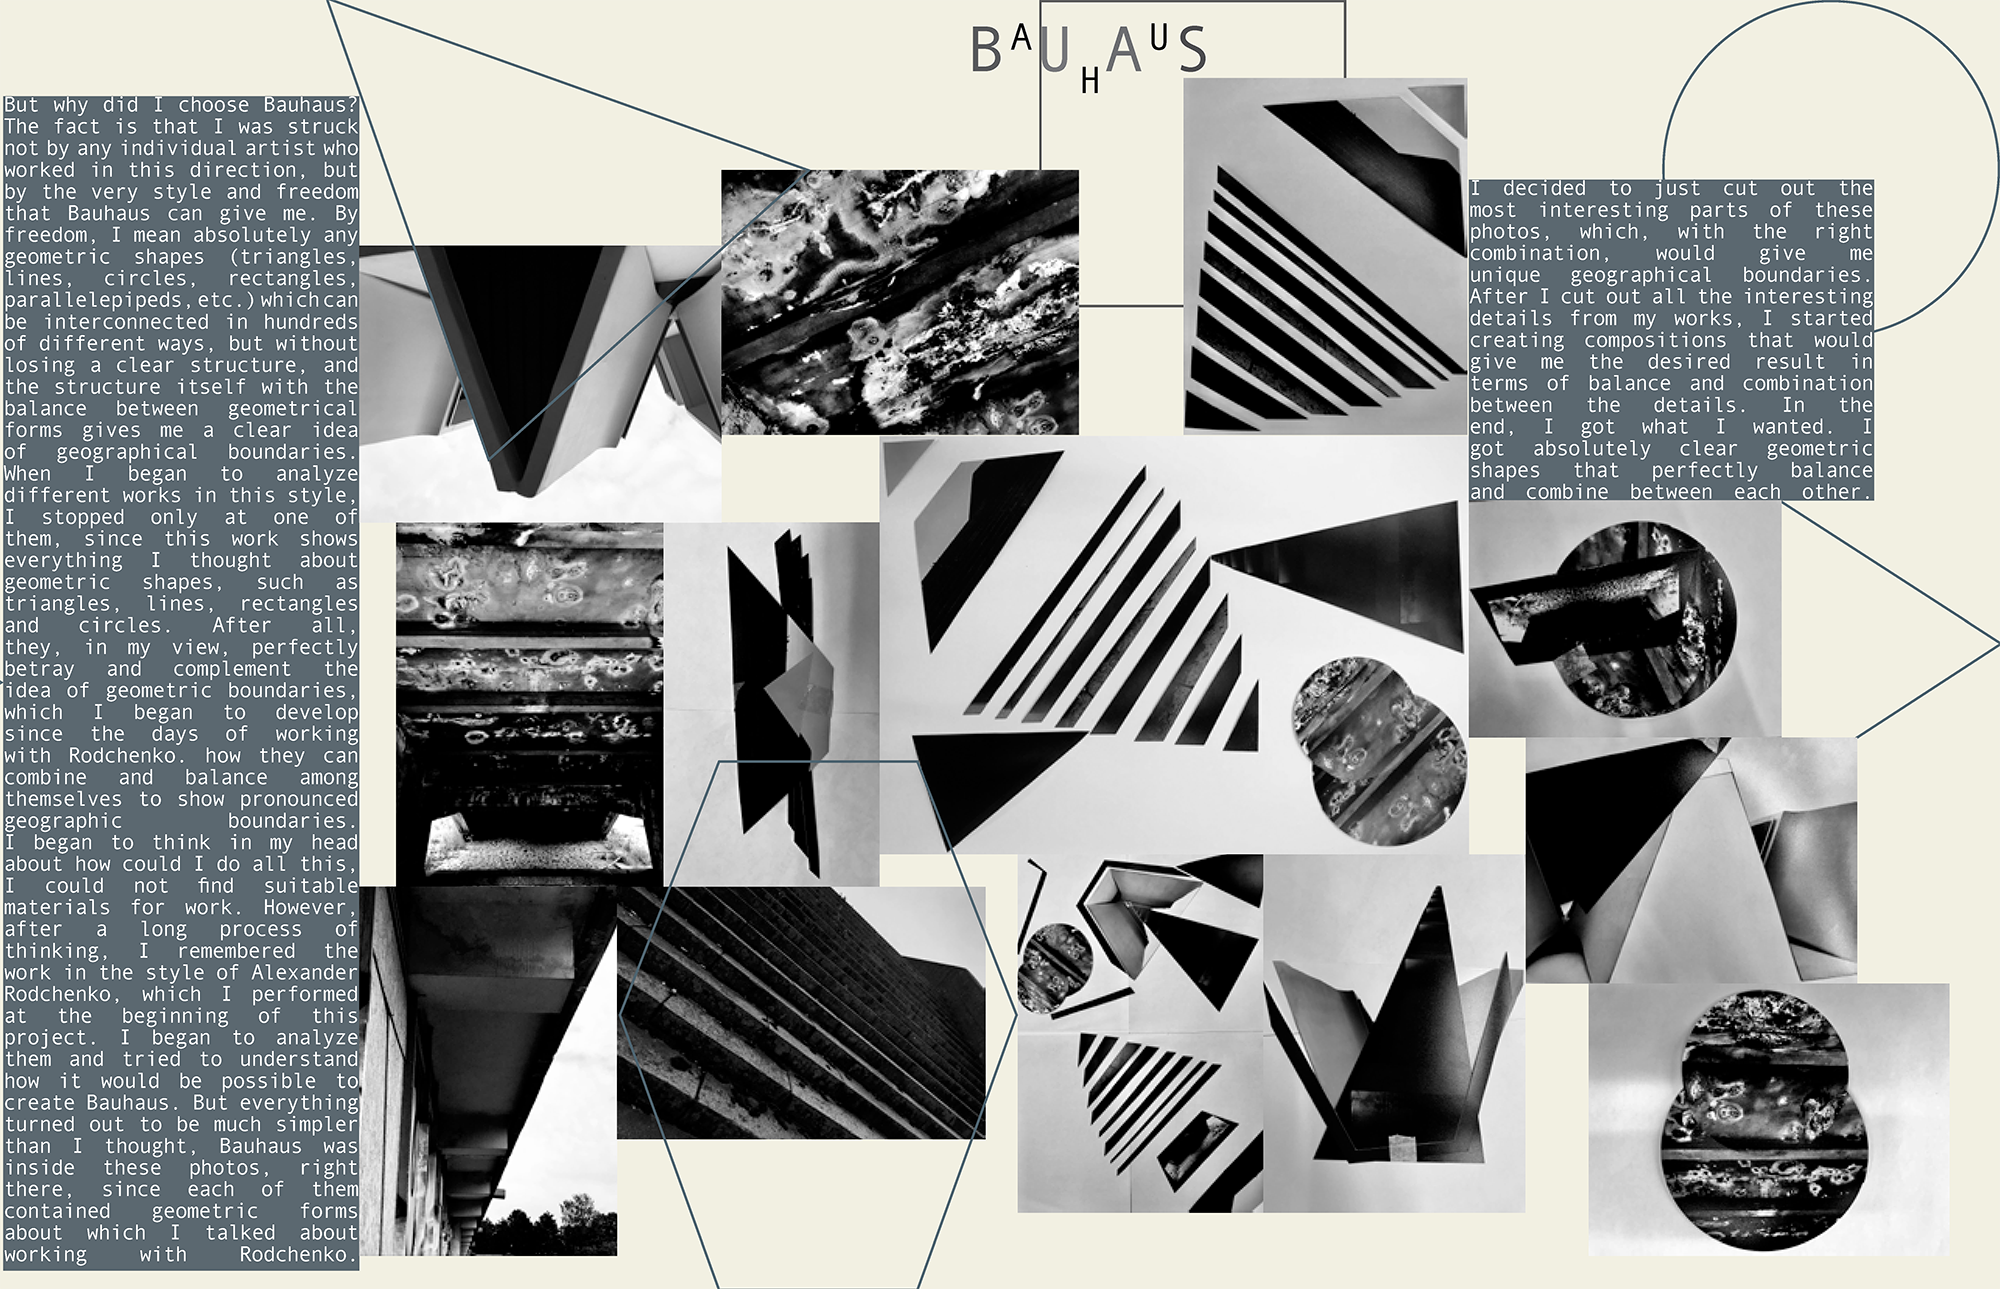 BAUHAUS
But why did I choose Bauhaus?
The fact is that I was struck
not by any individual artist who
worked in this direction, but
by the very style and freedom
that Bauhaus can give me. By
freedom, I mean absolutely any
geometric shapes (triangles,
lines, circles, rectangles,
parallelepipeds, etc.) which can
be interconnected in hundreds
of different ways, but without
losing a clear structure, and
the structure itself with the
balance between geometrical
forms gives me a clear idea
of geographical boundaries.
When I began to analyze
different works in this style,
I stopped only at one of
them, since this work shows
everything I thought about
geometric shapes, such as
triangles, lines, rectangles
and circles. After all,
they, in my view, perfectly
betray and complement the
idea of geometric boundaries,
which I began to develop
since the days of working
with Rodchenko. how they can
combine and balance among
themselves to show pronounced
geographic boundaries.
I began to think in my head
about how could I do all this,
I could not find suitable
materials for work. However,
after a long process of
thinking, I remembered the
work in the style of Alexander
Rodchenko, which I performed
at the beginning of this
project. I began to analyze
them and tried to understand
how it would be possible to
create Bauhaus. But everything
turned out to be much simpler
than I thought, Bauhaus was
inside these photos, right
there, since each of them
contained geometric forms
about which I talked about
working with Rodchenko.
I decided to just cut out the
most interesting parts of these
photos, which, with the right
combination, would give me
unique geographical boundaries.
After I cut out all the interesting
details from my works, I started
creating compositions that would
give me the desired result in
terms of balance and combination
between the details. In the
end, I got what I wanted. I
got absolutely clear geometric
shapes that perfectly balance
and combine between each other.